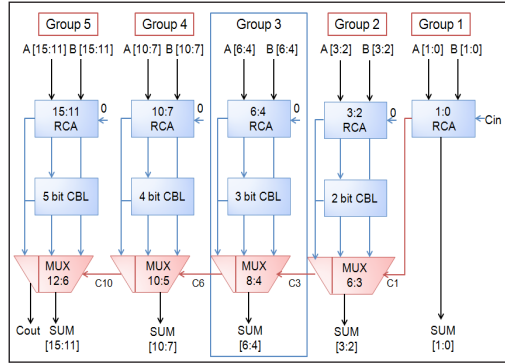 Group 5 Group 4 Group 3 Group 2 Group 1
A [15:11] B [15:11] A [10:7] B [10:7] A [6:4] B [6:4] A [3:2] B [3:2] A [1:0] B [1:0]
0 0 0 0
15:11 10:7 6:4 3:2 1:0
RCA RCA RCA RCA RCA
Cin
5 bit CBL 4 bit CBL 3 bit CBL 2 bit CBL
MUX MUX MUX MUX
12:6 10:5 8:4 6:3
C10 C6 C3 C1
Cout SUM SUM SUM SUM SUM
[15:11] [10:7] [6:4] [3:2] [1:0]